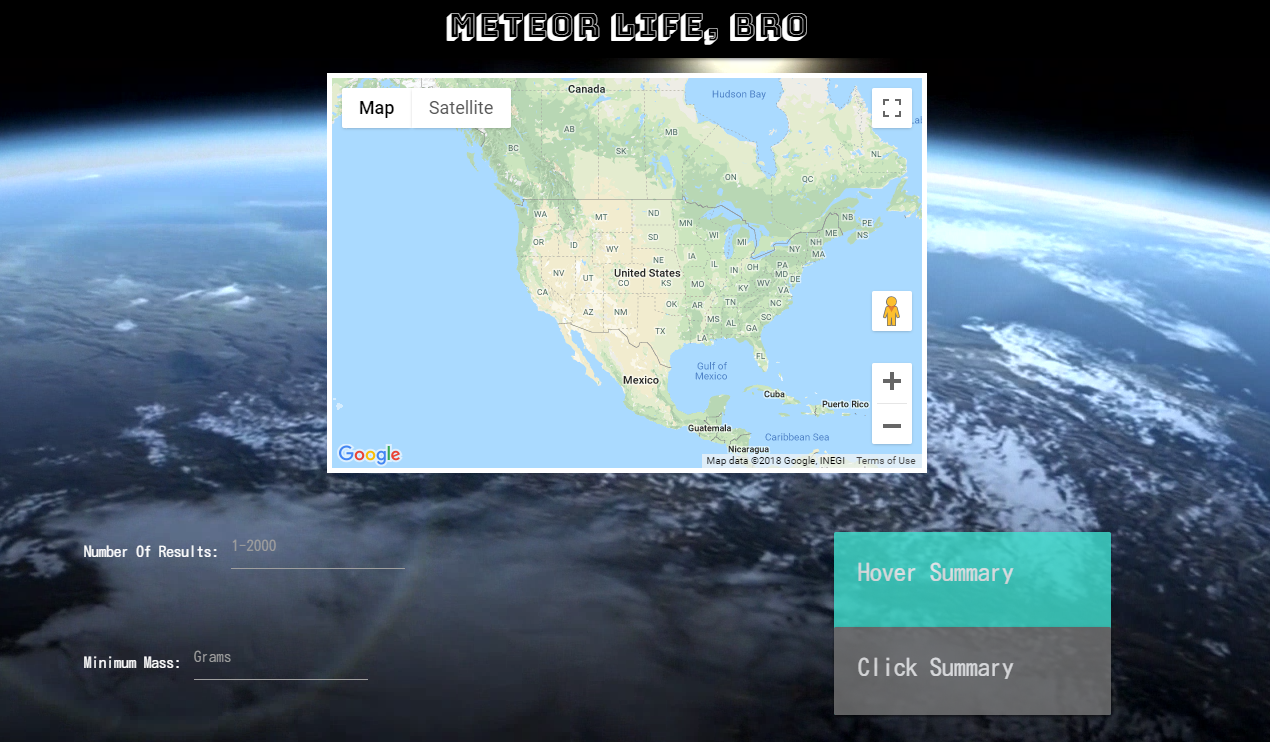 METEOR LIFE, BRO
Map Satellite
Canada
Hudson Bay
AB
MB
BC
SK
NL
ON
QC
WA
MT
ND
MN
NB
PE
NS
OR
ID
WY
SD
WI
MI
ME
NH
NY
MA
NE
IA
IL
IN
OH
PA
MD
DE
NV
UT
United States
CO
KS
MO
KY
WV
VA
CA
AZ
NM
OK
AR
TN
NC
MS
AL
GA
SC
TX
LA
FL
Gulf of
Mexico
Mexico
Cuba
Puerto Rico
Guatemala
Caribbean Sea
Nicaragua
Google
Map data ©2018 Google, INEGI Terms of Use
Number Of Results: 1-2000
Hover Summary
Minimum Mass: Grams
Click Summary